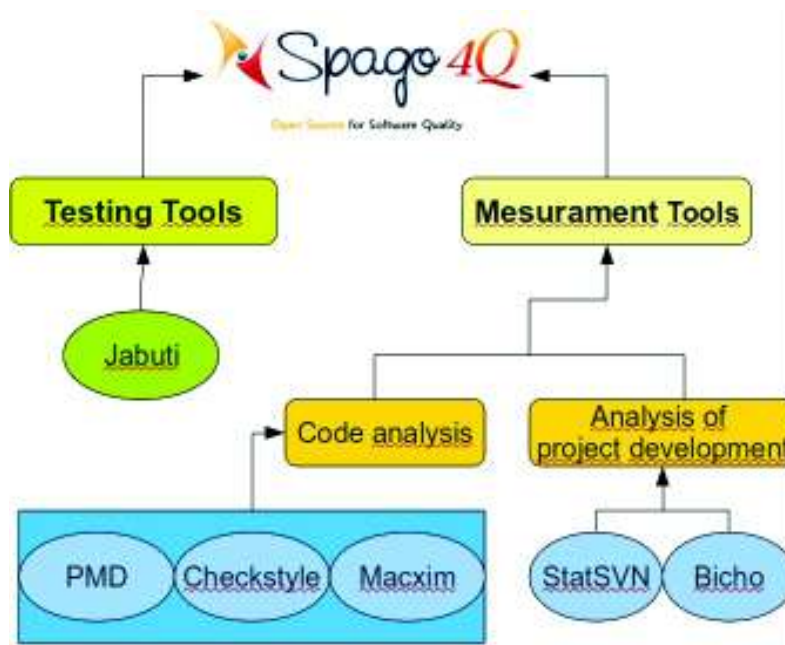 Spago 4Q
Open Source for Software Quality
Testing Tools
Mesurament Tools
Jabuti
Code analysis
Analysis of
project development
PMD
Checkstyle
Macxim
StatSVN
Bicho